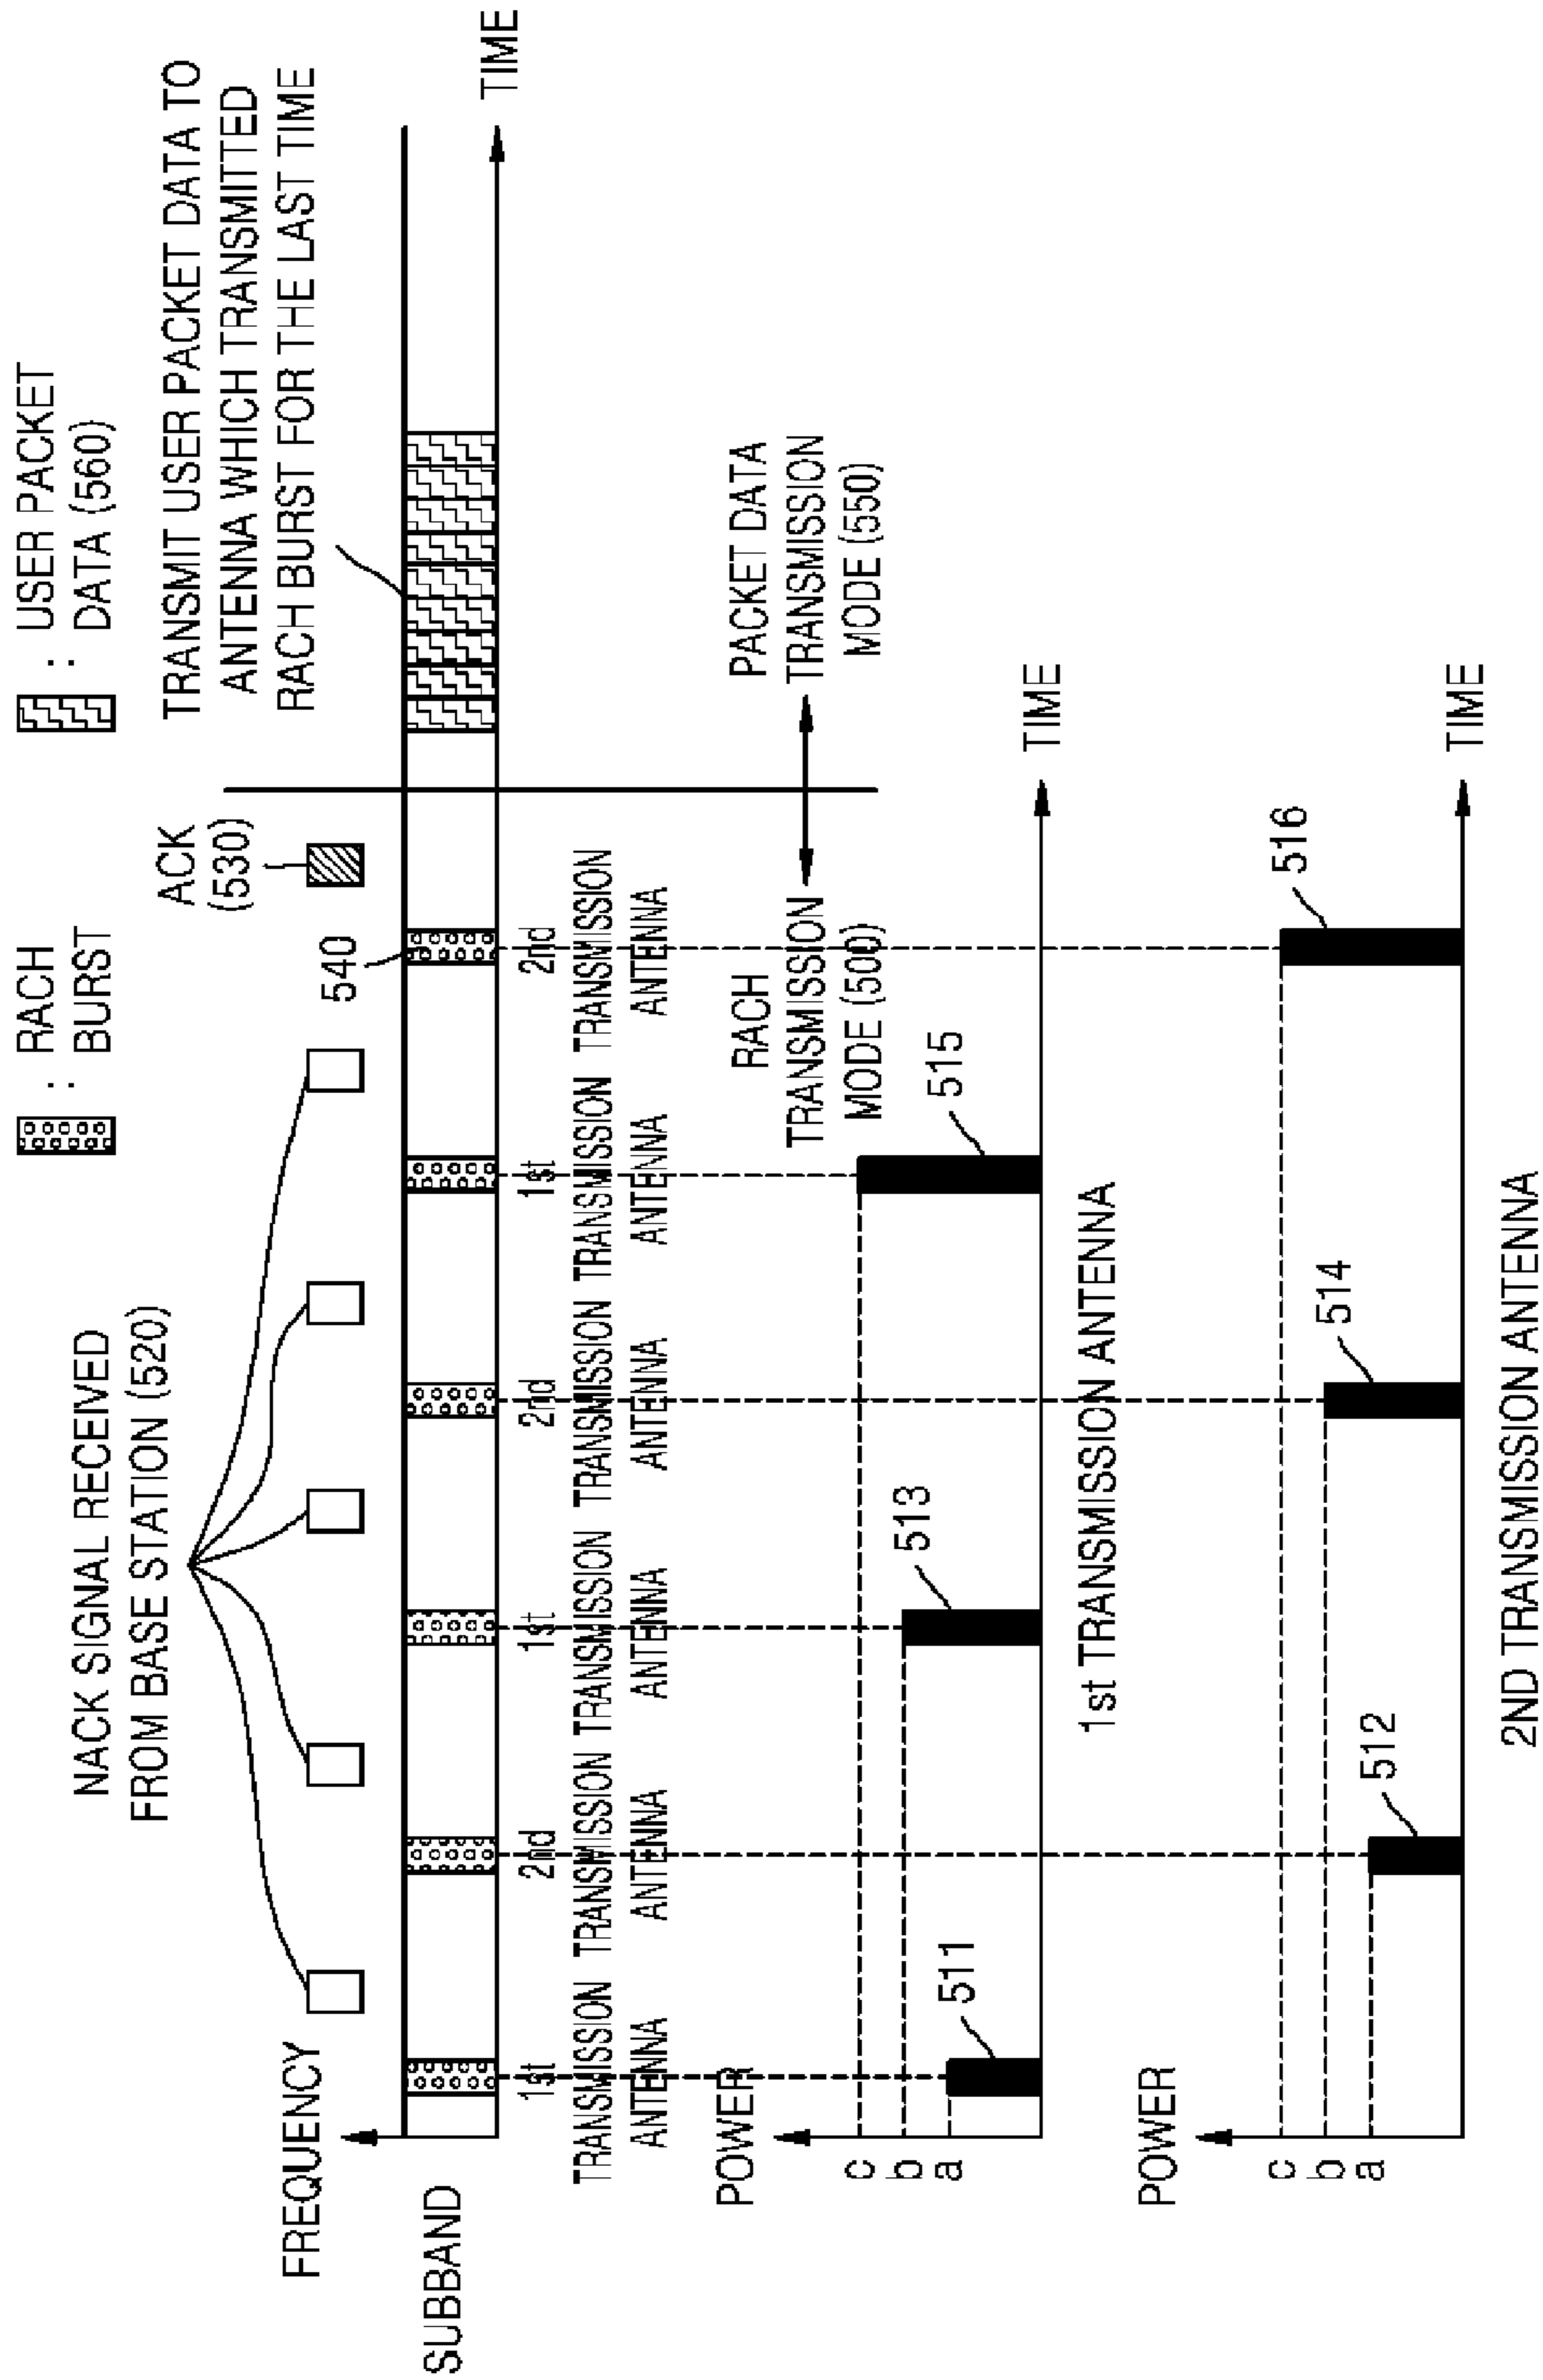 : RACH
: BURST
: USER PACKET
: DATA (560)
NACK SIGNAL RECEIVED
FROM BASE STATION (520)
ACK
(530)
TRANSMIT USER PACKET DATA TO
ANTENNA WHICH TRANSMITTED
RACH BURST FOR THE LAST TIME
540
FREQUENCY
SUBBAND
TIME
1st
TRANSMISSION
ANTENNA
2nd
TRANSMISSION
ANTENNA
1st
TRANSMISSION
ANTENNA
2nd
TRANSMISSION
ANTENNA
1st
TRANSMISSION
ANTENNA
2nd
TRANSMISSION
ANTENNA
RACH
TRANSMISSION
MODE (500)
PACKET DATA
TRANSMISSION
MODE (550)
POWER
c
b
a
511
513
515
TIME
1st TRANSMISSION ANTENNA
POWER
c
b
a
512
514
516
TIME
2ND TRANSMISSION ANTENNA